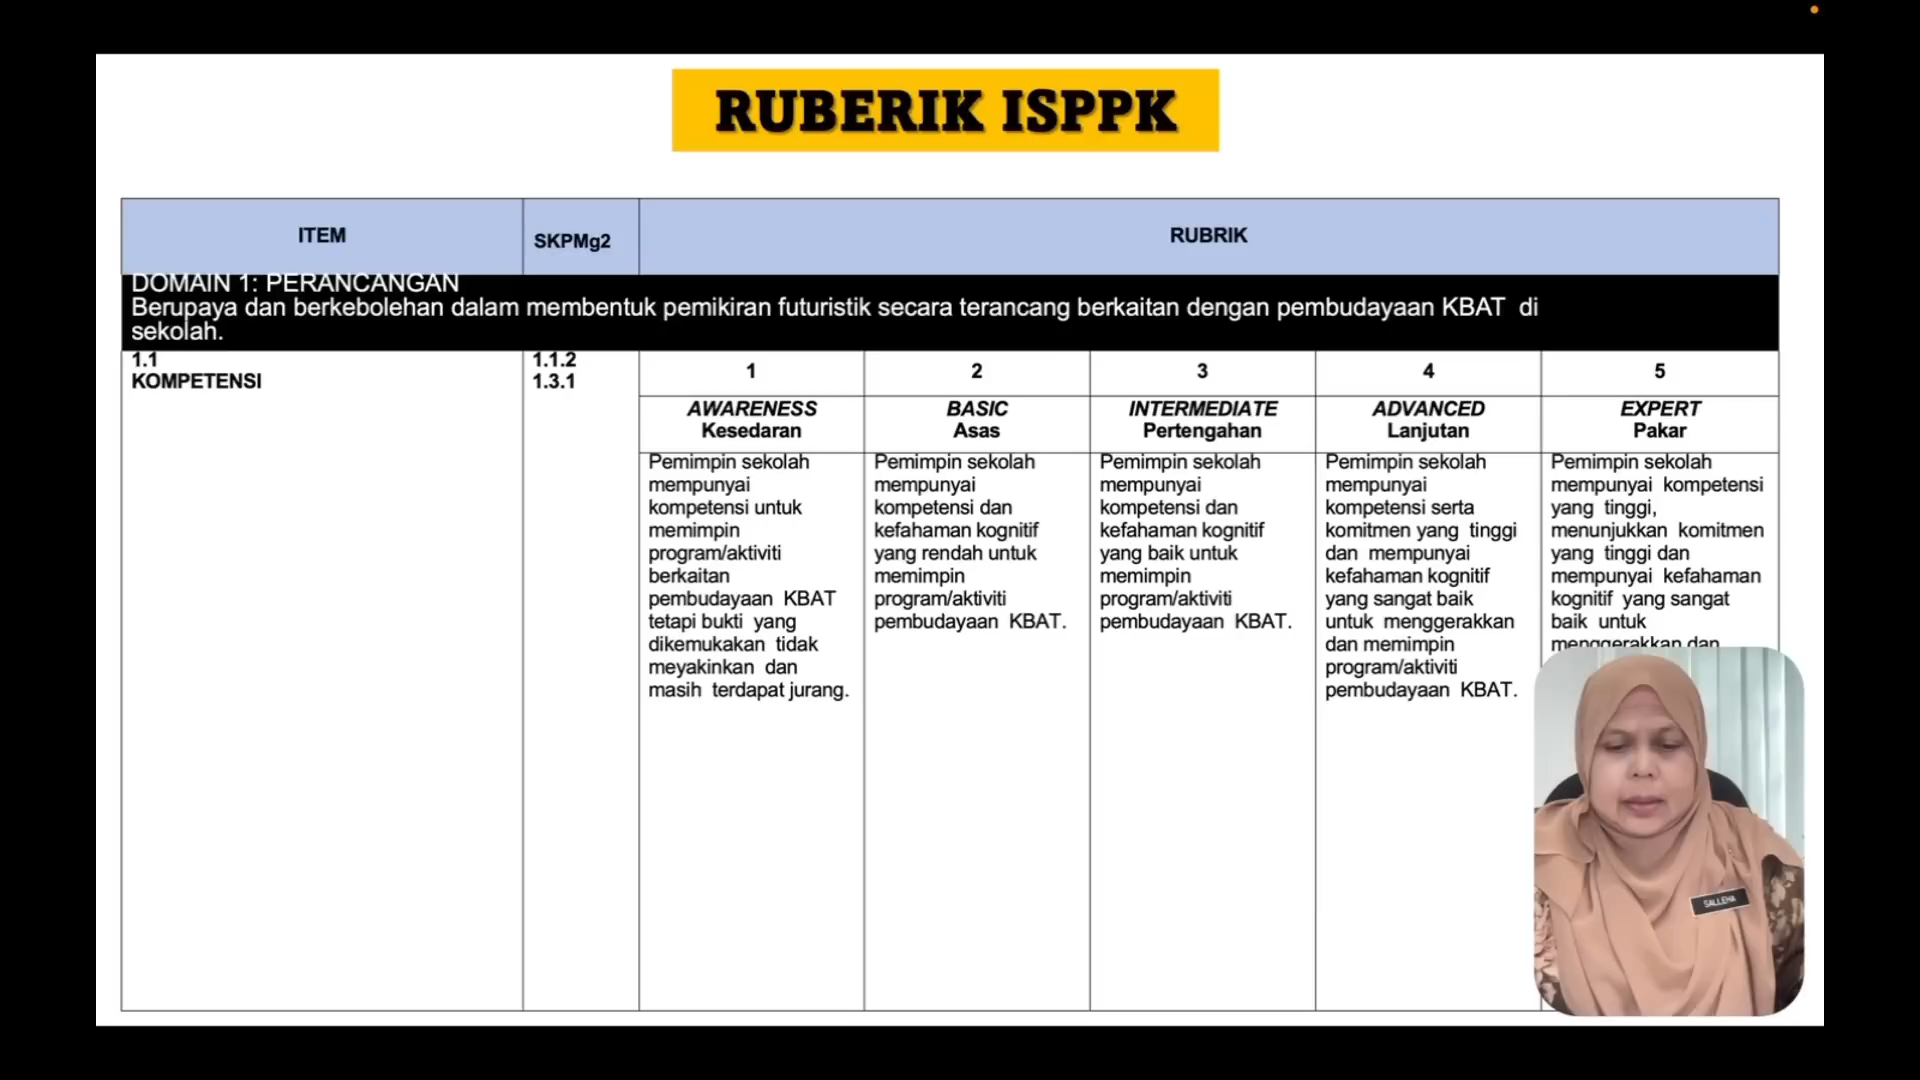 RUBERIK ISPPK
ITEM
SKPMg2
RUBRIK
DOMAIN 1: PERANCANGAN
Berupaya dan berkebolehan dalam membentuk pemikiran futuristik secara terancang berkaitan dengan pembudayaan KBAT di
sekolah.
1.1
KOMPETENSI
1.1.2
1.3.1
1
2
3
4
5
AWARENESS
Kesedaran
BASIC
Asas
INTERMEDIATE
Pertengahan
ADVANCED
Lanjutan
EXPERT
Pakar
Pemimpin sekolah
mempunyai
kompetensi untuk
memimpin
program/aktiviti
berkaitan
pembudayaan KBAT
tetapi bukti yang
dikemukakan tidak
meyakinkan dan
masih terdapat jurang.
Pemimpin sekolah
mempunyai
kompetensi dan
kefahaman kognitif
yang rendah untuk
memimpin
program/aktiviti
pembudayaan KBAT.
Pemimpin sekolah
mempunyai
kompetensi dan
kefahaman kognitif
yang baik untuk
memimpin
program/aktiviti
pembudayaan KBAT.
Pemimpin sekolah
mempunyai
kompetensi serta
komitmen yang tinggi
dan mempunyai
kefahaman kognitif
yang sangat baik
untuk menggerakkan
dan memimpin
program/aktiviti
pembudayaan KBAT.
Pemimpin sekolah
mempunyai kompetensi
yang tinggi,
menunjukkan komitmen
yang tinggi dan
mempunyai kefahaman
kognitif yang sangat
baik untuk
menggerakkan dan
SALLEHA